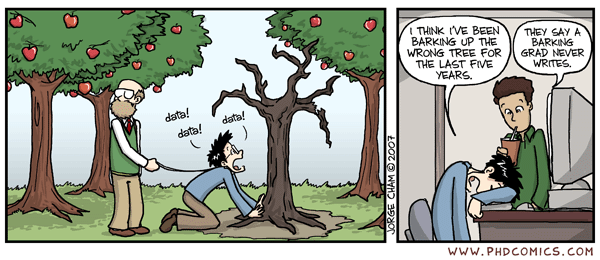 data!
data!
data!
JORGE CHAM © 2007
I THINK I'VE BEEN
BARKING UP THE
WRONG TREE FOR
THE LAST FIVE
YEARS.
THEY SAY A
BARKING
GRAD NEVER
WRITES.
WWW.PHDCOMICS.COM